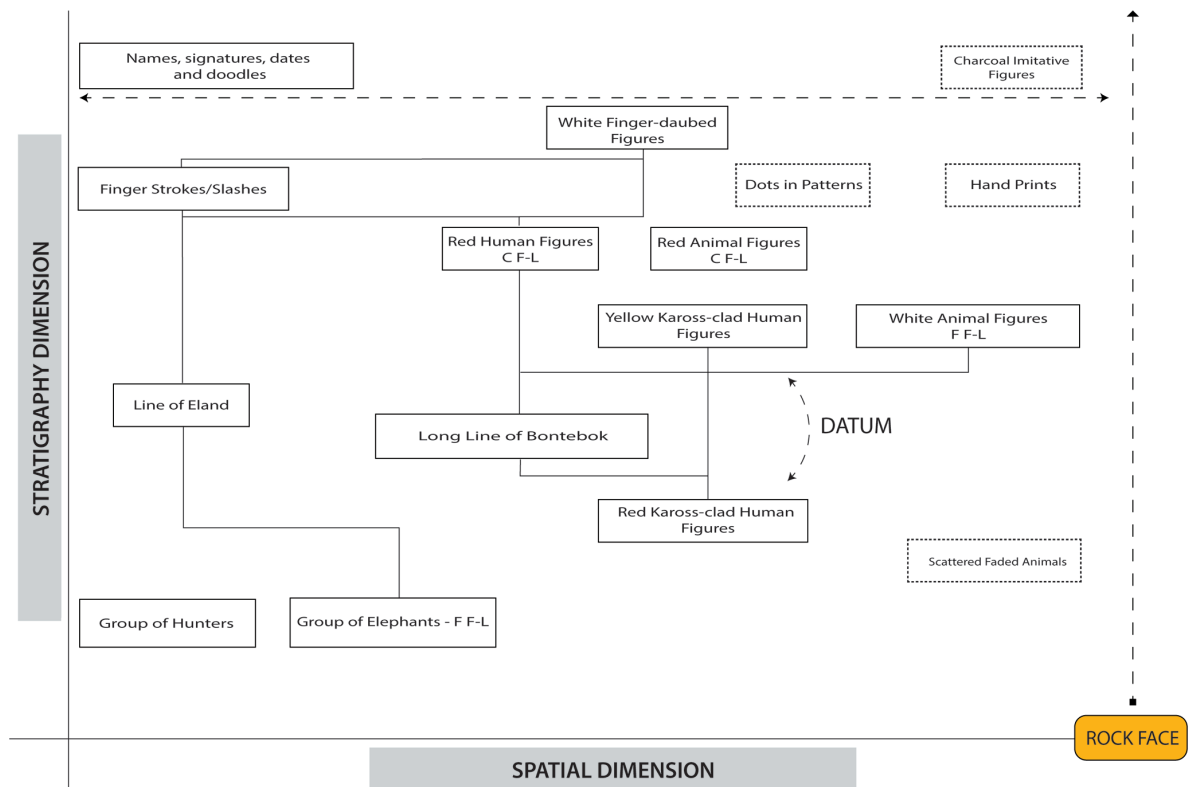 Names, signatures, dates
and doodles
Charcoal Imitative
Figures
White Finger-daubed
Figures
Finger Strokes/Slashes
Dots in Patterns
Hand Prints
Red Human Figures
C F-L
Red Animal Figures
C F-L
Yellow Kaross-clad Human
Figures
White Animal Figures
F F-L
Line of Eland
Long Line of Bontebok
DATUM
Red Kaross-clad Human
Figures
Scattered Faded Animals
Group of Hunters
Group of Elephants - F F-L
STRATIGRAPHY DIMENSION
ROCK FACE
SPATIAL DIMENSION